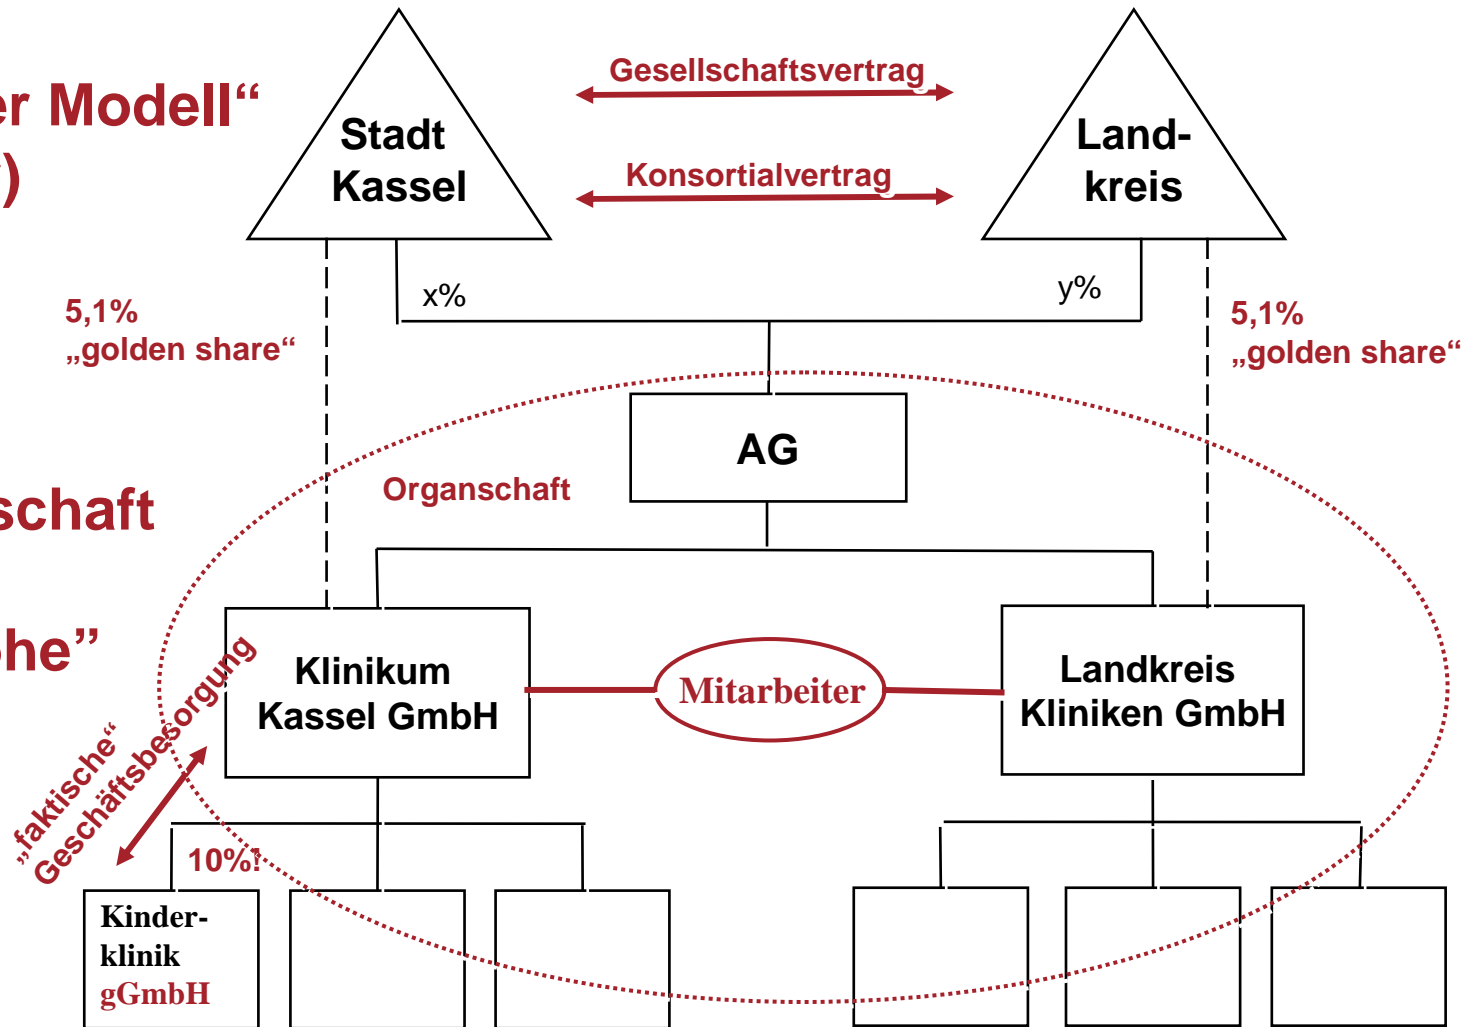 er Modell“
)
Stadt
Kassel
Gesellschaftsvertrag
Konsortialvertrag
Land-
kreis
x%
y%
5,1%
„golden share“
5,1%
„golden share“
AG
Organschaft
schaft
he”
Klinikum
Kassel GmbH
Mitarbeiter
Landkreis
Kliniken GmbH
„faktische“
Geschäftsbesorgung
10%!
Kinder-
klinik
gGmbH